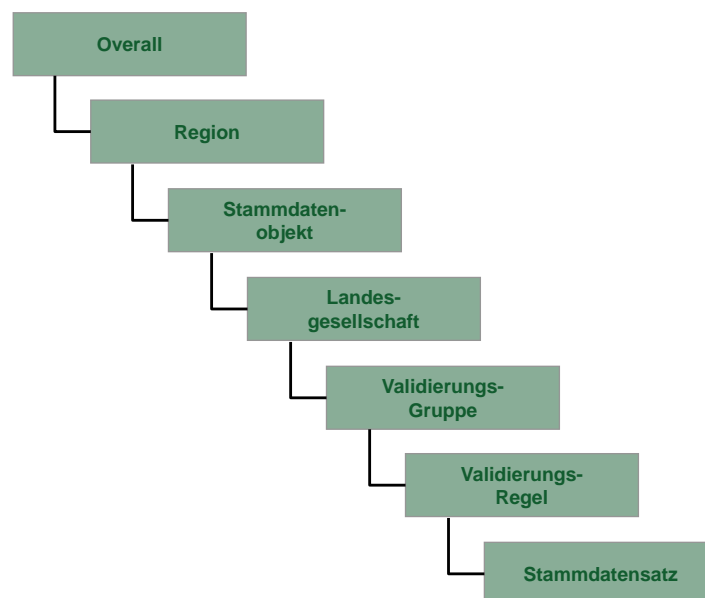 Overall
Region
Stammdaten-
objekt
Landes-
gesellschaft
Validierungs-
Gruppe
Validierungs-
Regel
Stammdatensatz